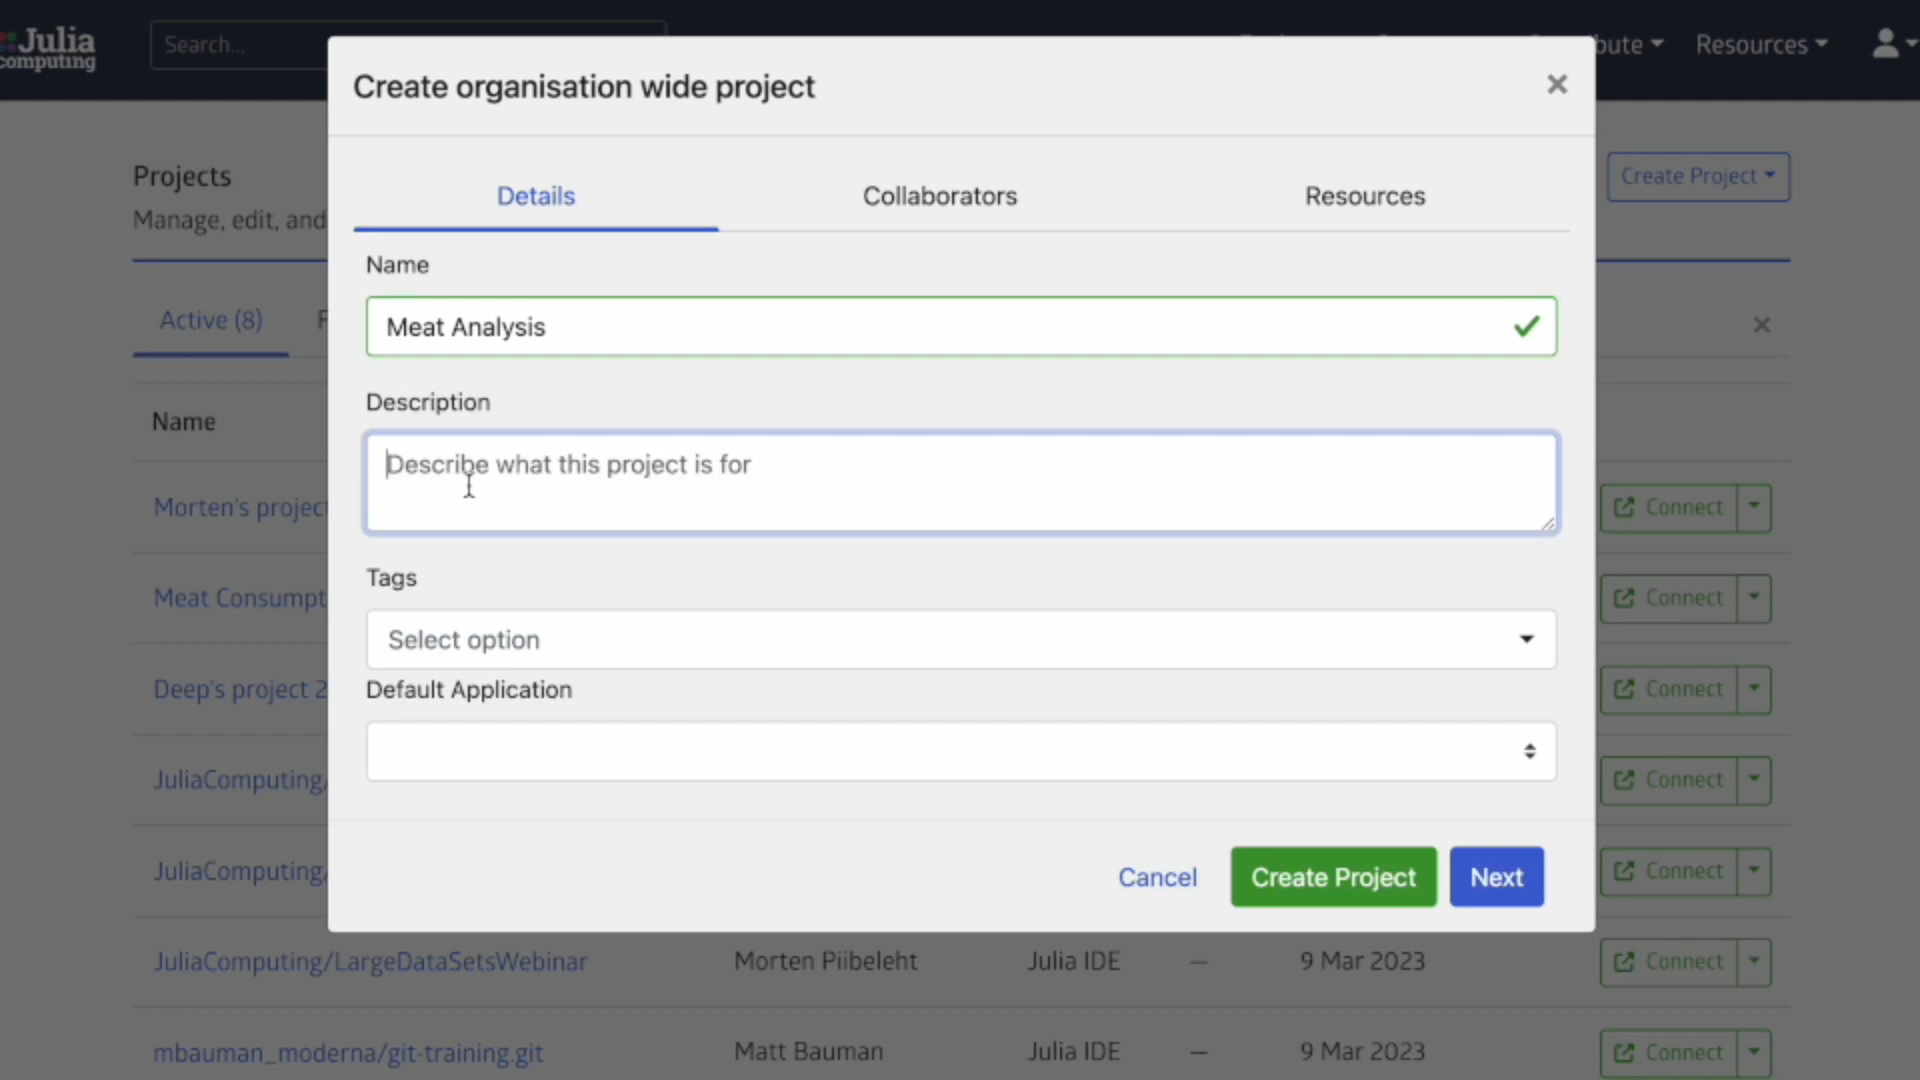 Julia
computing
Search...
bute
Resources
Create organisation wide project
Projects
Create Project
Manage, edit, and
Details
Collaborators
Resources
Name
Active (8)
Meat Analysis
Description
Name
Describe what this project is for
Morten's project
Connect
Tags
Meat Consumpt
Connect
Select option
Deep's project 2
Default Application
Connect
JuliaComputing/
Connect
JuliaComputing/
Cancel
Create Project
Next
Connect
JuliaComputing/LargeDataSetsWebinar
Morten Piibeleht
Julia IDE
—
9 Mar 2023
Connect
mbauman_moderna/git-training.git
Matt Bauman
Julia IDE
—
9 Mar 2023
Connect